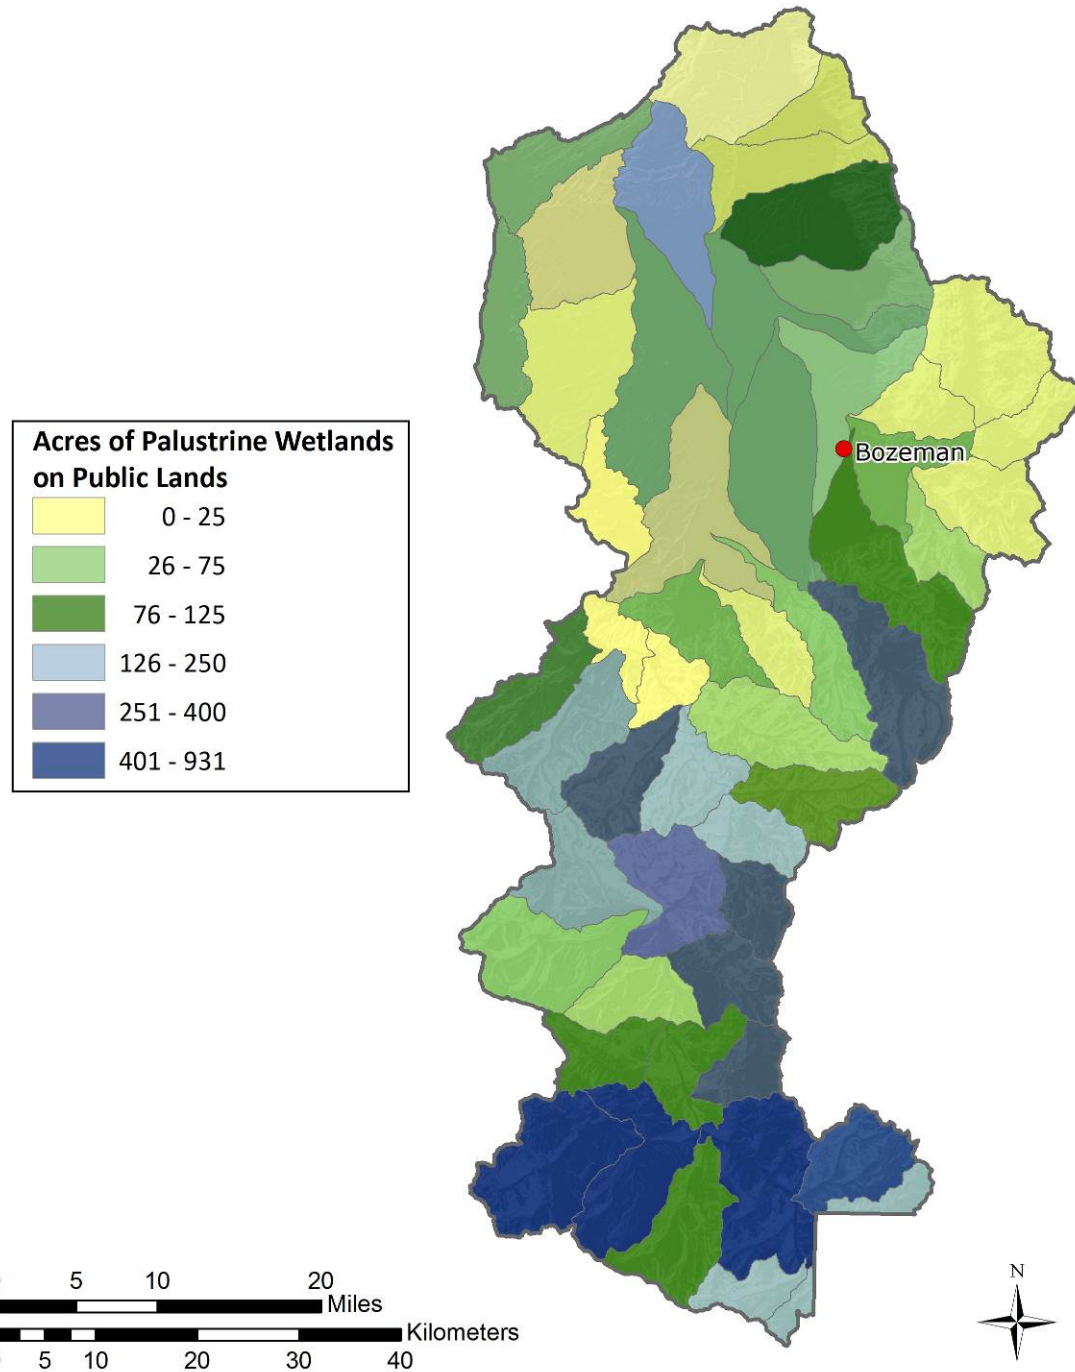 Acres of Palustrine Wetlands
on Public Lands
0 - 25
26 - 75
76 - 125
126 - 250
251 - 400
401 - 931
Bozeman
5 10 20
Miles
Kilometers
5 10 20 30 40
N